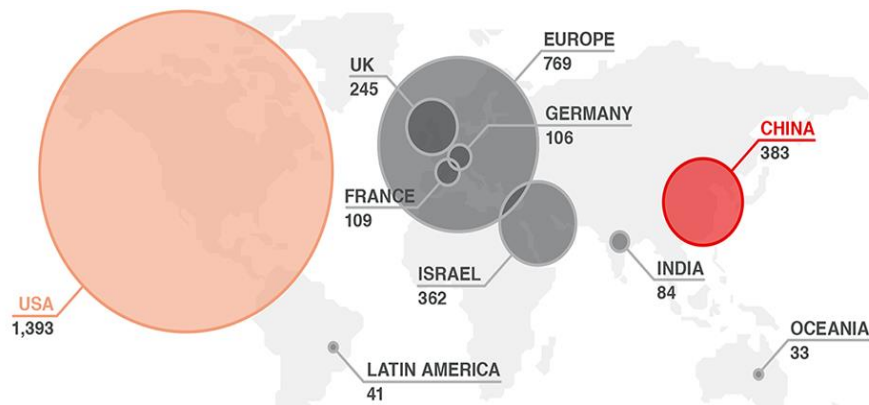 EUROPE
769
UK
245
GERMANY
106
CHINA
383
FRANCE
109
ISRAEL
362
INDIA
84
USA
1,393
OCEANIA
33
LATIN AMERICA
41